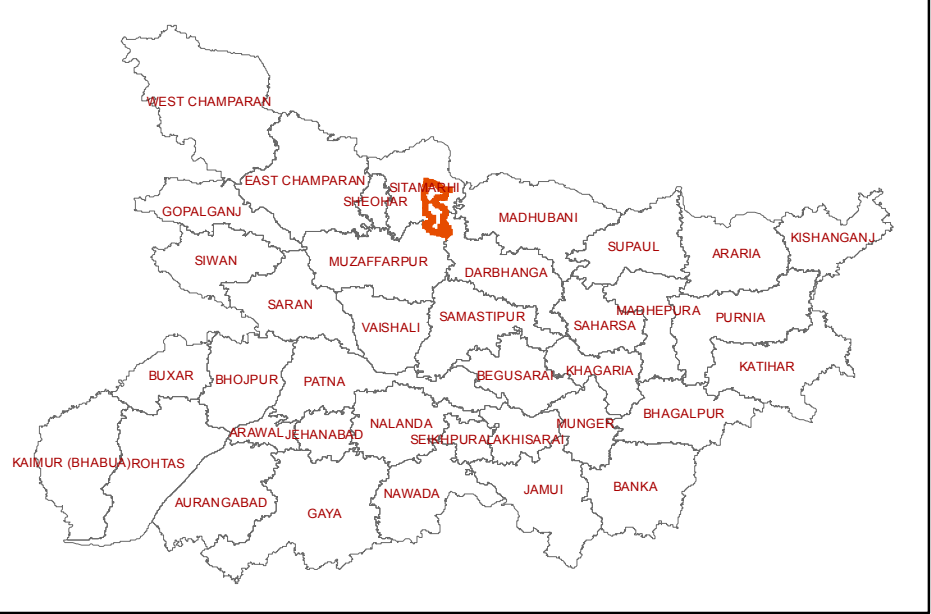 WEST CHAMPARAN
EAST CHAMPARAN
SITAMARHI
SHEOHAR
GOPALGANJ
MADHUBANI
KISHANGANJ
SUPAUL
ARARIA
SIWAN
MUZAFFARPUR
DARBHANGA
SARAN
MADHEPURA
SAMASTIPUR
PURNIA
VAISHALI
SAHARSA
KATIHAR
KHAGARIA
BUXAR
BHOJPUR
PATNA
BEGUSARAI
BHAGALPUR
NALANDA
MUNGER
ARAWAL
JEHANABAD
SEIKHPURA
LAKHISARAI
KAIMUR (BHABUA)
ROHTAS
BANKA
JAMUI
NAWADA
AURANGABAD
GAYA